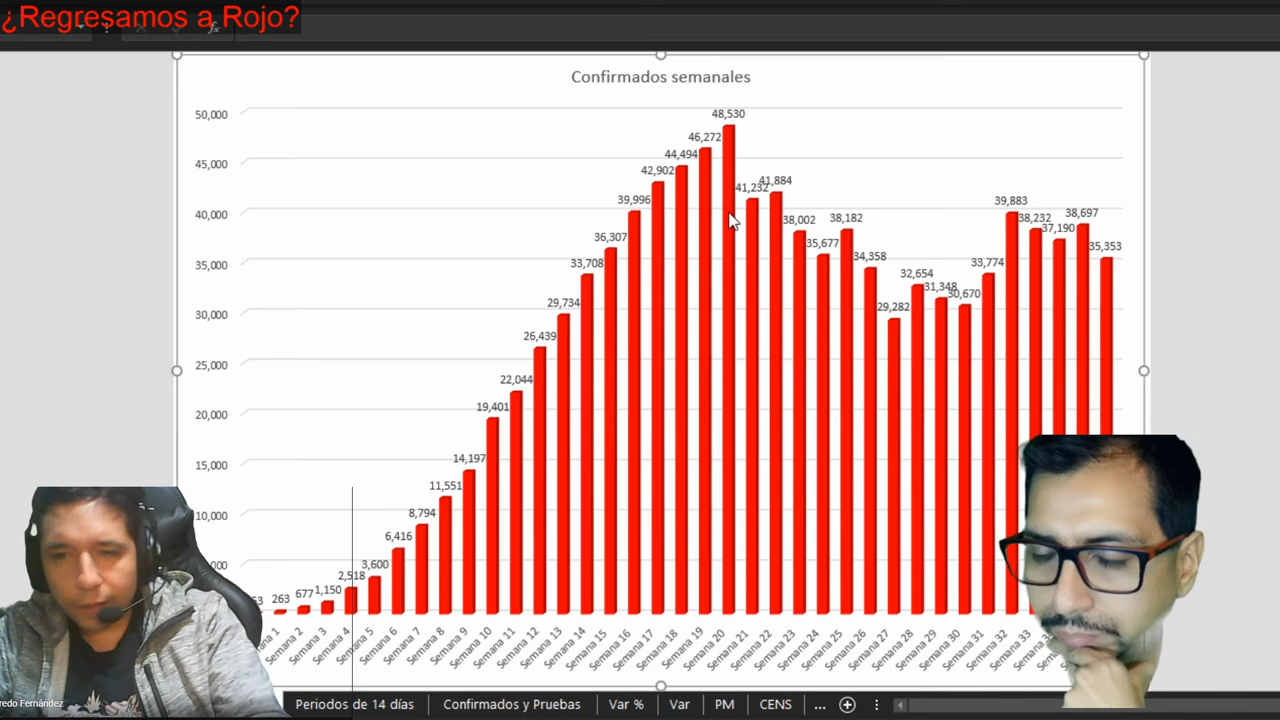 ¿Regresamos a Rojo?
fx
Confirmados semanales
50,000
45,000
40,000
35,000
30,000
25,000
20,000
15,000
10,000
263
677
1,150
2,518
3,600
6,416
8,794
11,551
14,197
19,401
22,044
26,439
29,734
33,708
36,307
39,996
42,902
44,494
46,272
48,530
41,232
41,884
38,002
35,677
38,182
34,358
29,282
32,654
31,348
30,670
33,774
39,883
38,232
37,190
38,697
35,353
Semana 2
Semana 3
Semana 4
Semana 5
Semana 6
Semana 7
Semana 8
Semana 9
Semana 10
Semana 11
Semana 12
Semana 13
Semana 14
Semana 15
Semana 16
Semana 17
Semana 18
Semana 19
Semana 20
Semana 21
Semana 22
Semana 23
Semana 24
Semana 25
Semana 26
Semana 27
Semana 28
Semana 29
Semana 30
Semana 31
Semana 32
Semana 33
redo Fernández
Periodos de 14 días
Confirmados y Pruebas
Var %
Var
PM
CENS
...